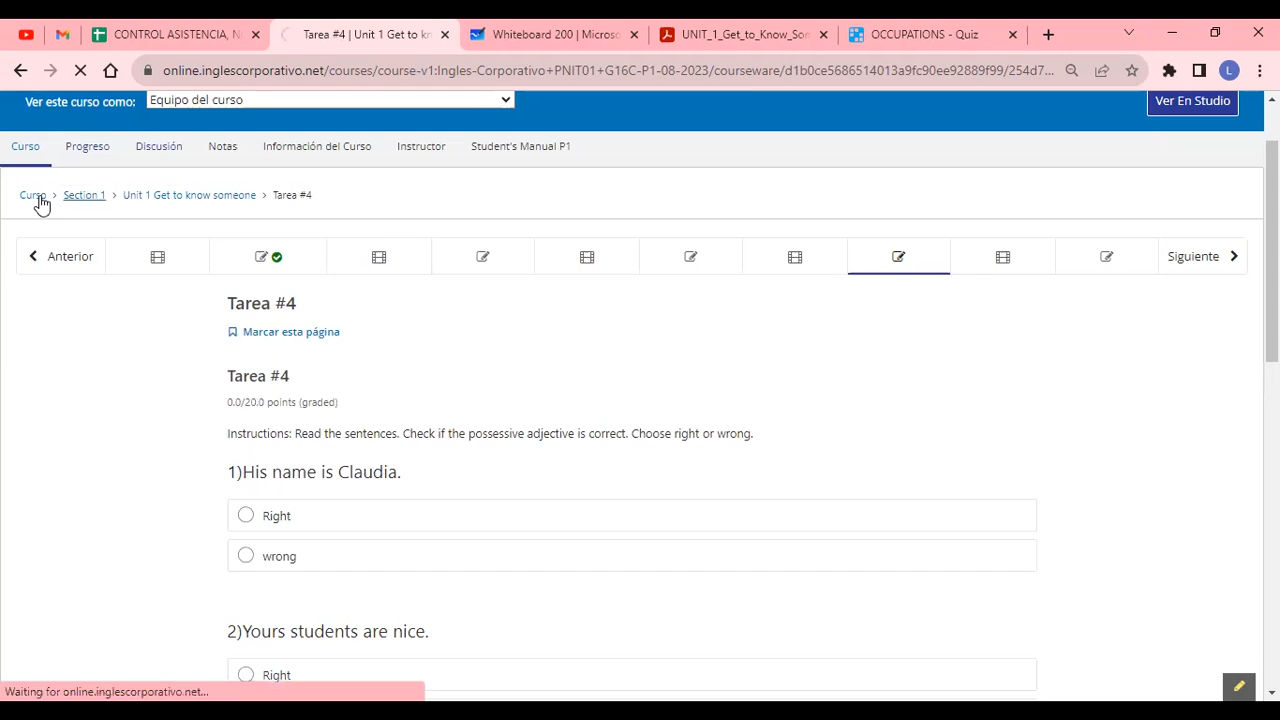 CONTROL ASISTENCIA, N
Tarea #4 | Unit 1 Get to kn
Whiteboard 200 | Microsof
UNIT_1_Get_to_Know_Som
OCCUPATIONS - Quiz
online.inglescorporativo.net/courses/course-v1:Ingles-Corporativo+PNIT01+G16C-P1-08-2023/courseware/d1b0ce5686514013a9fc90ee92889f99/254d7...
L
Ver este curso como:
Equipo del curso
Ver En Studio
Curso
Progreso
Discusión
Notas
Información del Curso
Instructor
Student's Manual P1
Curso > Section 1 > Unit 1 Get to know someone > Tarea #4
Anterior
Siguiente
Tarea #4
Marcar esta página
Tarea #4
0.0/20.0 points (graded)
Instructions: Read the sentences. Check if the possessive adjective is correct. Choose right or wrong.
1)His name is Claudia.
Right
wrong
2)Yours students are nice.
Right
Waiting for online.inglescorporativo.net...